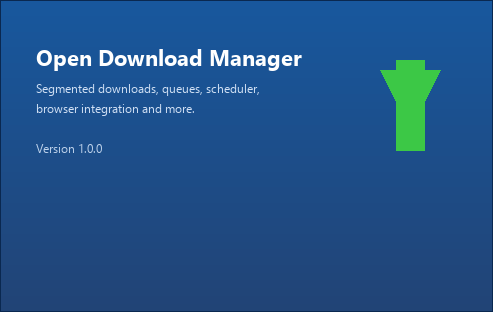 Open Download Manager
Segmented downloads, queues, scheduler,
browser integration and more.
Version 1.0.0